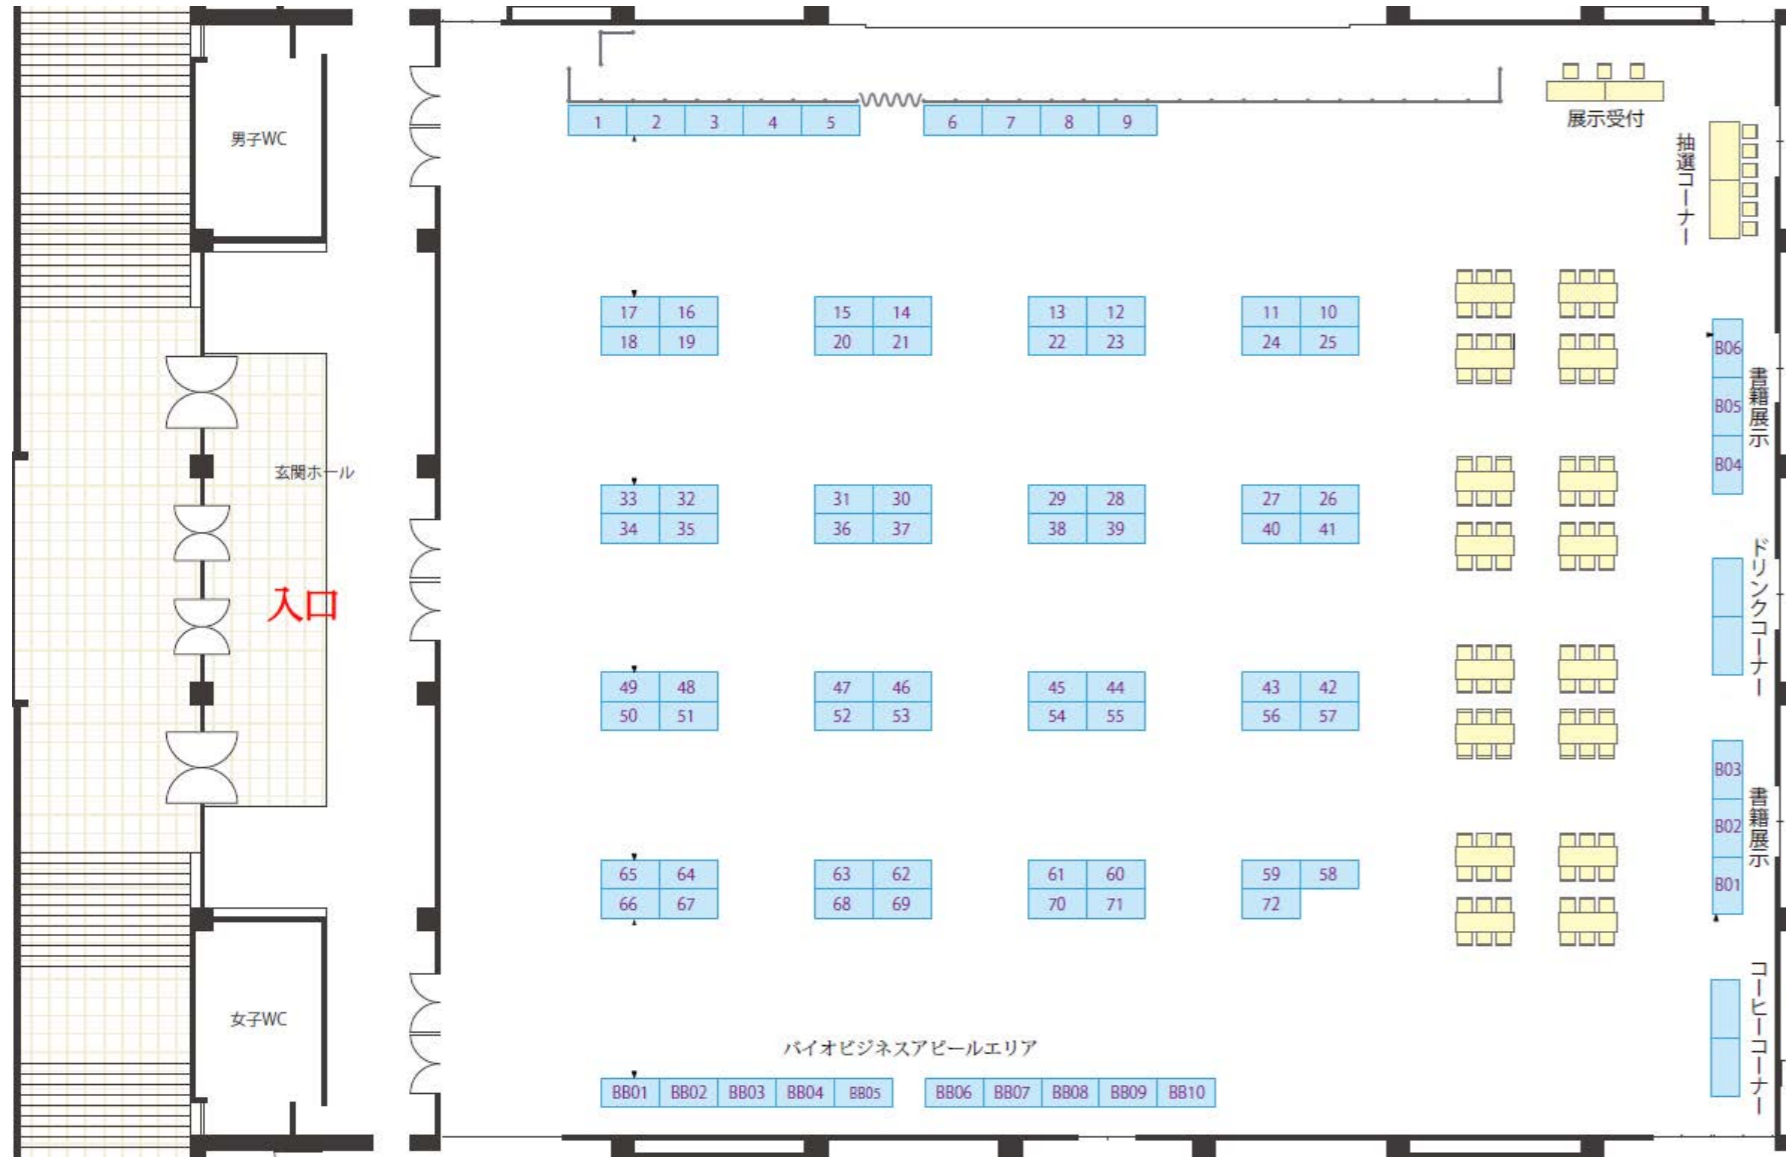 1 2 3 4 5 6 7 8 9
展示受付
男子WC
抽選コーナー
17 16 15 14 13 12 11 10
18 19 20 21 22 23 24 25
B06
B05
B04
書籍展示
玄関ホール
33 32 31 30 29 28 27 26
34 35 36 37 38 39 40 41
入口
ドリンクコーナー
49 48 47 46 45 44 43 42
50 51 52 53 54 55 56 57
B03
B02
B01
書籍展示
65 64 63 62 61 60 59 58
66 67 68 69 70 71 72
女子WC
コーヒーコーナー
バイオビジネスアピールエリア
BB01 BB02 BB03 BB04 BB05 BB06 BB07 BB08 BB09 BB10